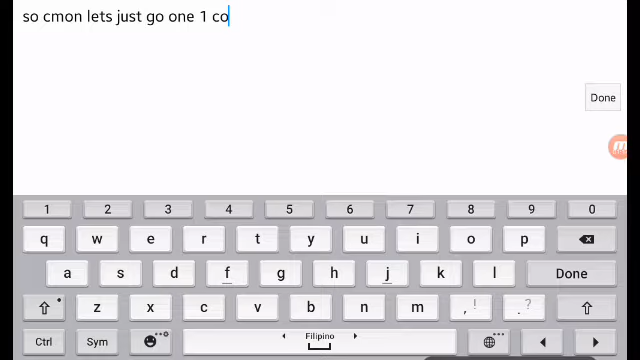 so cmon lets just go one 1 co
Done
1 2 3 4 5 6 7 8 9 0
q w e r t y u i o p
a s d f g h j k l Done
z x c v b n m , ! . ?
Ctrl Sym Filipino